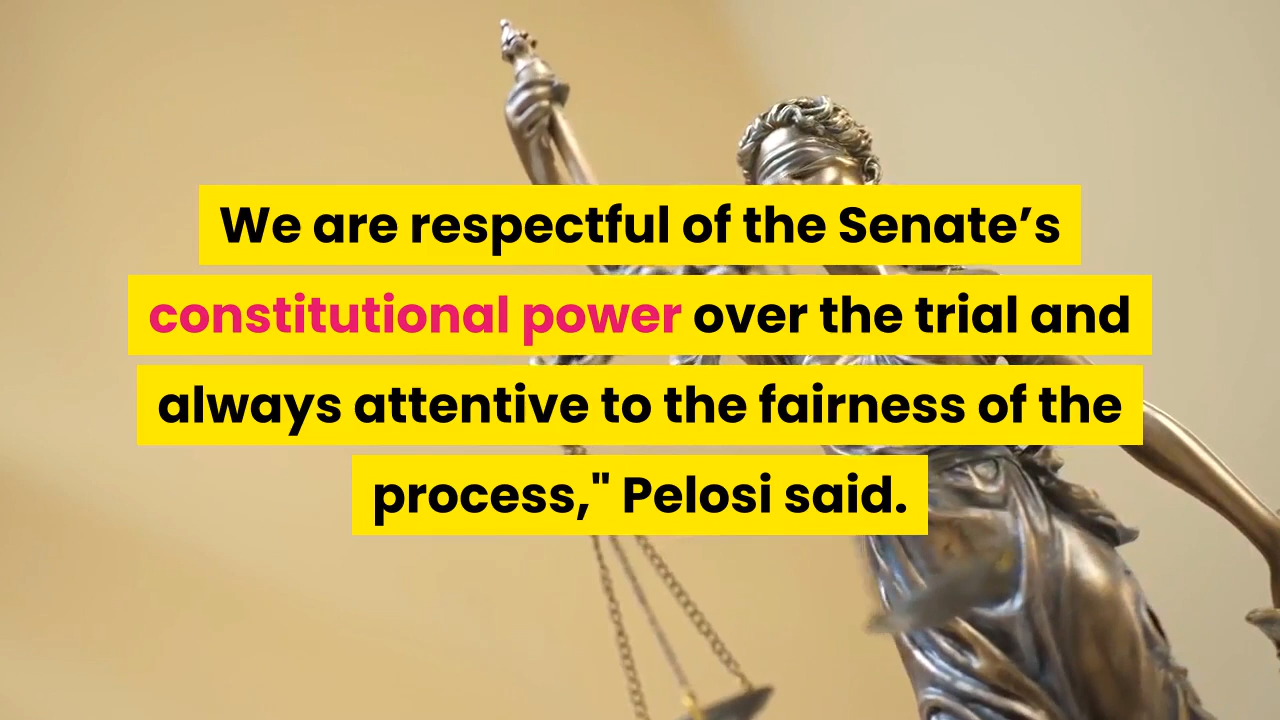 We are respectful of the Senate’s
constitutional power over the trial and
always attentive to the fairness of the
process," Pelosi said.